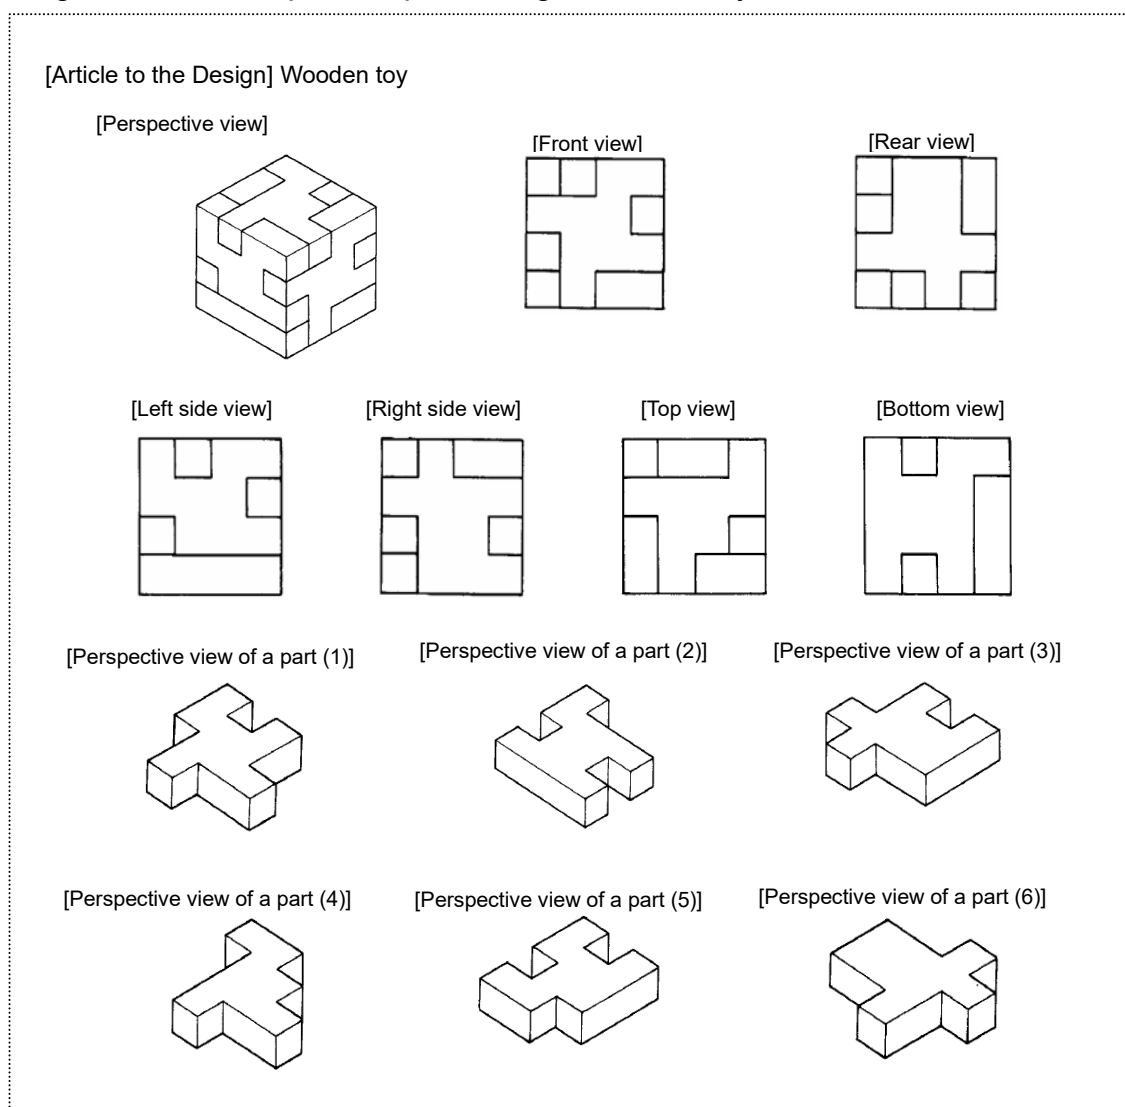 [Article to the Design] Wooden toy
[Perspective view]
[Front view]
[Rear view]
[Left side view]
[Right side view]
[Top view]
[Bottom view]
[Perspective view of a part (1)]
[Perspective view of a part (2)]
[Perspective view of a part (3)]
[Perspective view of a part (4)]
[Perspective view of a part (5)]
[Perspective view of a part (6)]